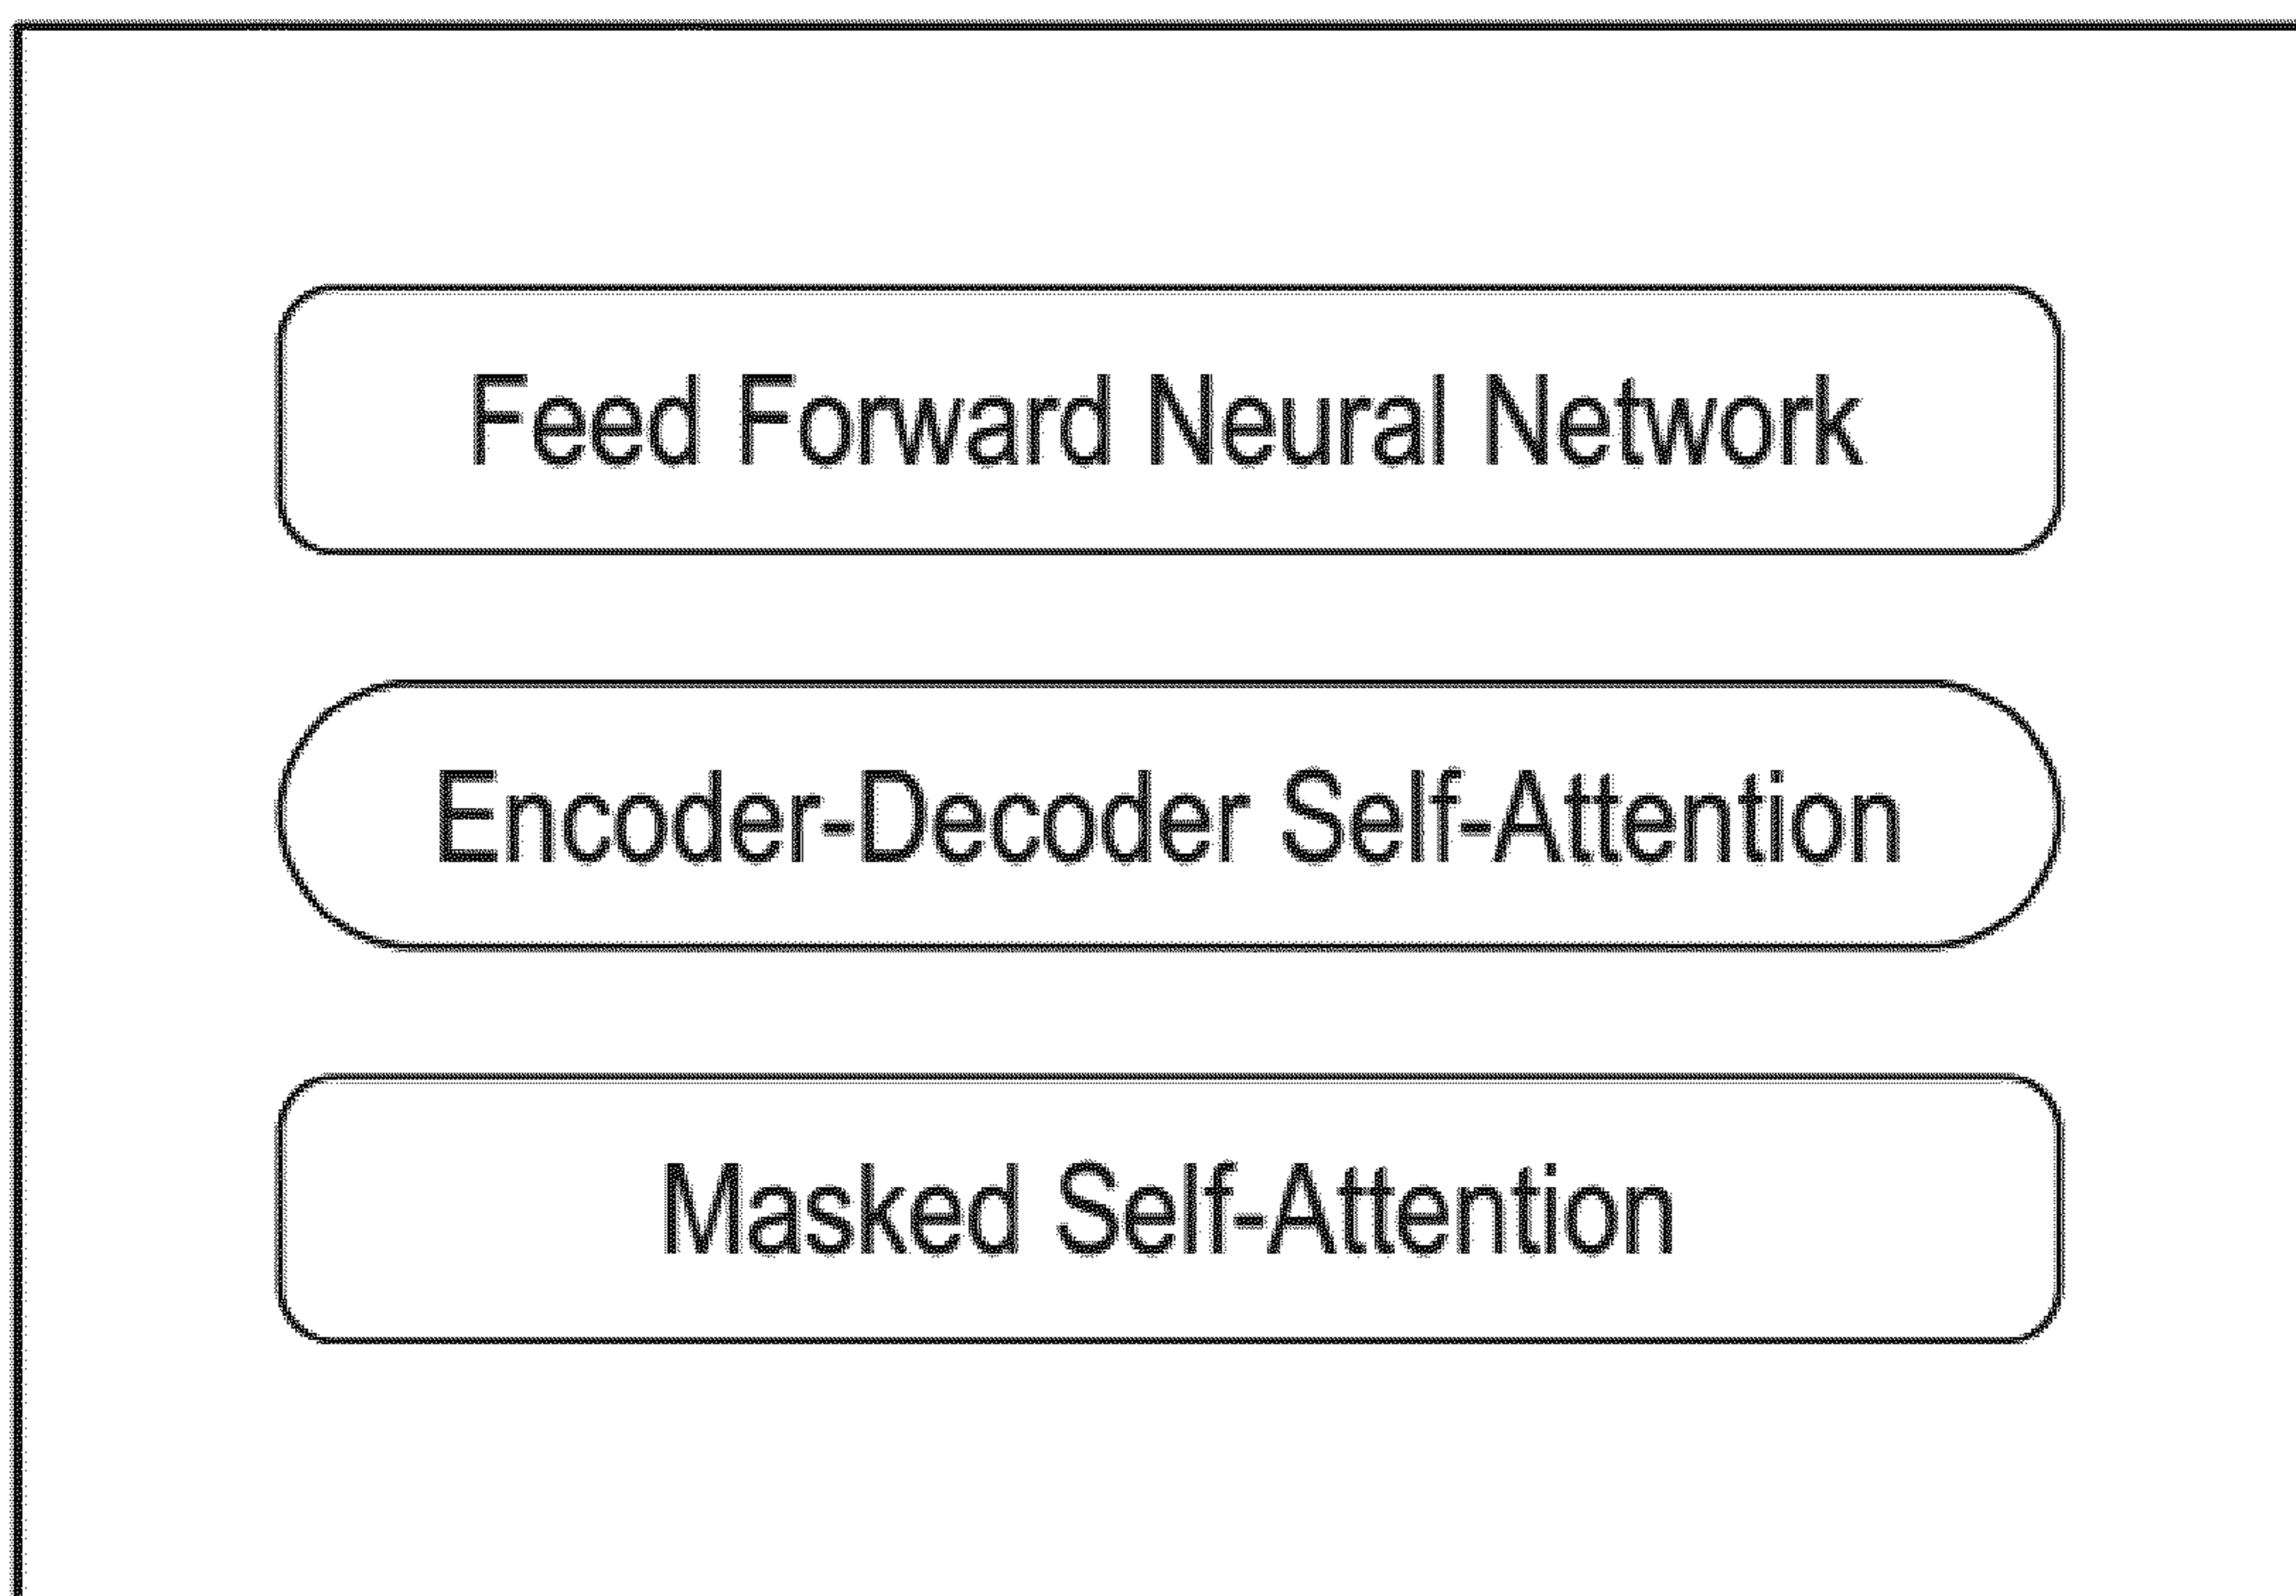 Feed Forward Neural Network
Encoder-Decoder Self-Attention
Masked Self-Attention